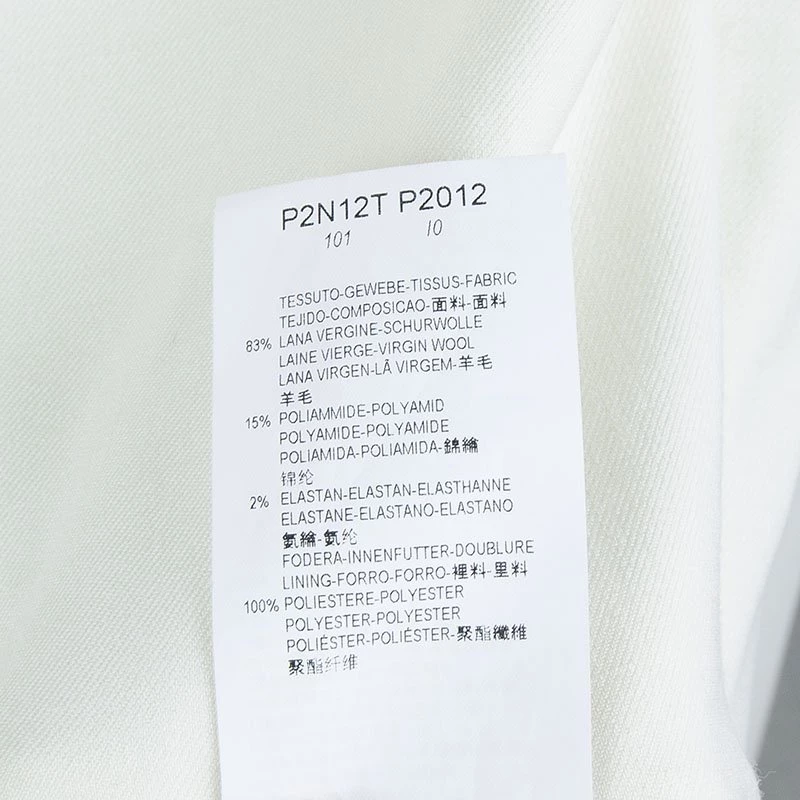 P2N12T P2012
101 10
TESSUTO-GEWEBE-TISSUS-FABRIC
TEJIDO-COMPOSICAO-面料-面料
83% LANA VERGINE-SCHURWOLLE
LAINE VIERGE-VIRGIN WOOL
LANA VIRGEN-LÂ VIRGEM-羊毛
羊毛
15% POLIAMMIDE-POLYAMID
POLYAMIDE-POLYAMIDE
POLIAMIDA-POLIAMIDA-錦綸
锦纶
2% ELASTAN-ELASTAN-ELASTHANNE
ELASTANE-ELASTANO-ELASTANO
氨綸-氨纶
FODERA-INNENFUTTER-DOUBLURE
LINING-FORRO-FORRO-裡料-里料
100% POLIESTERE-POLYESTER
POLYESTER-POLYESTER
POLIÉSTER-POLIÉSTER-聚酯纖維
聚酯纤维